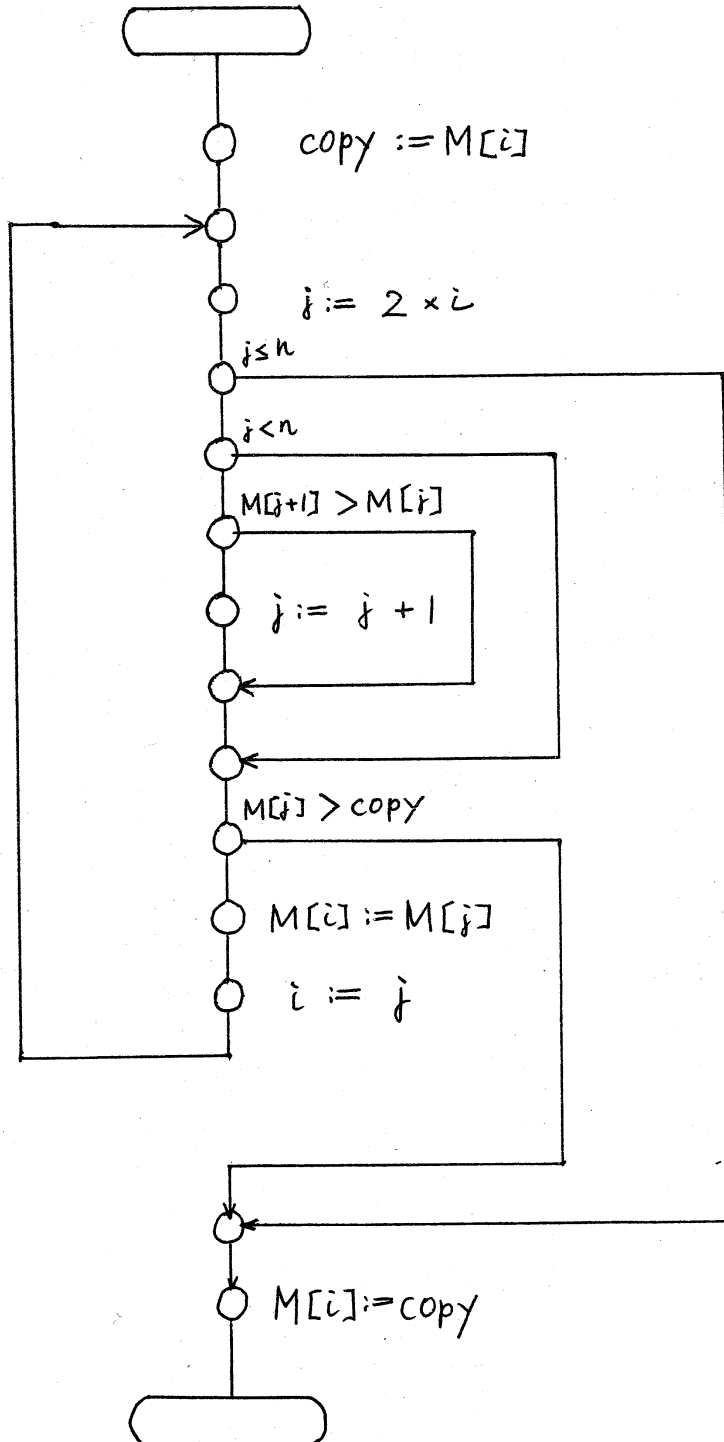 copy := M[i]
j := 2 × i
j ≤ n
j < n
M[j+1] > M[j]
j := j + 1
M[j] > copy
M[i] := M[j]
i := j
M[i] := copy